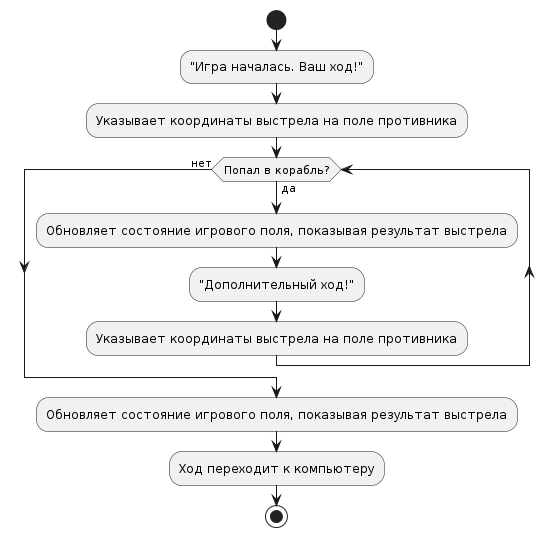 "Игра началась. Ваш ход!"
Указывает координаты выстрела на поле противника
нет
Попал в корабль?
да
Обновляет состояние игрового поля, показывая результат выстрела
"Дополнительный ход!"
Указывает координаты выстрела на поле противника
Обновляет состояние игрового поля, показывая результат выстрела
Ход переходит к компьютеру